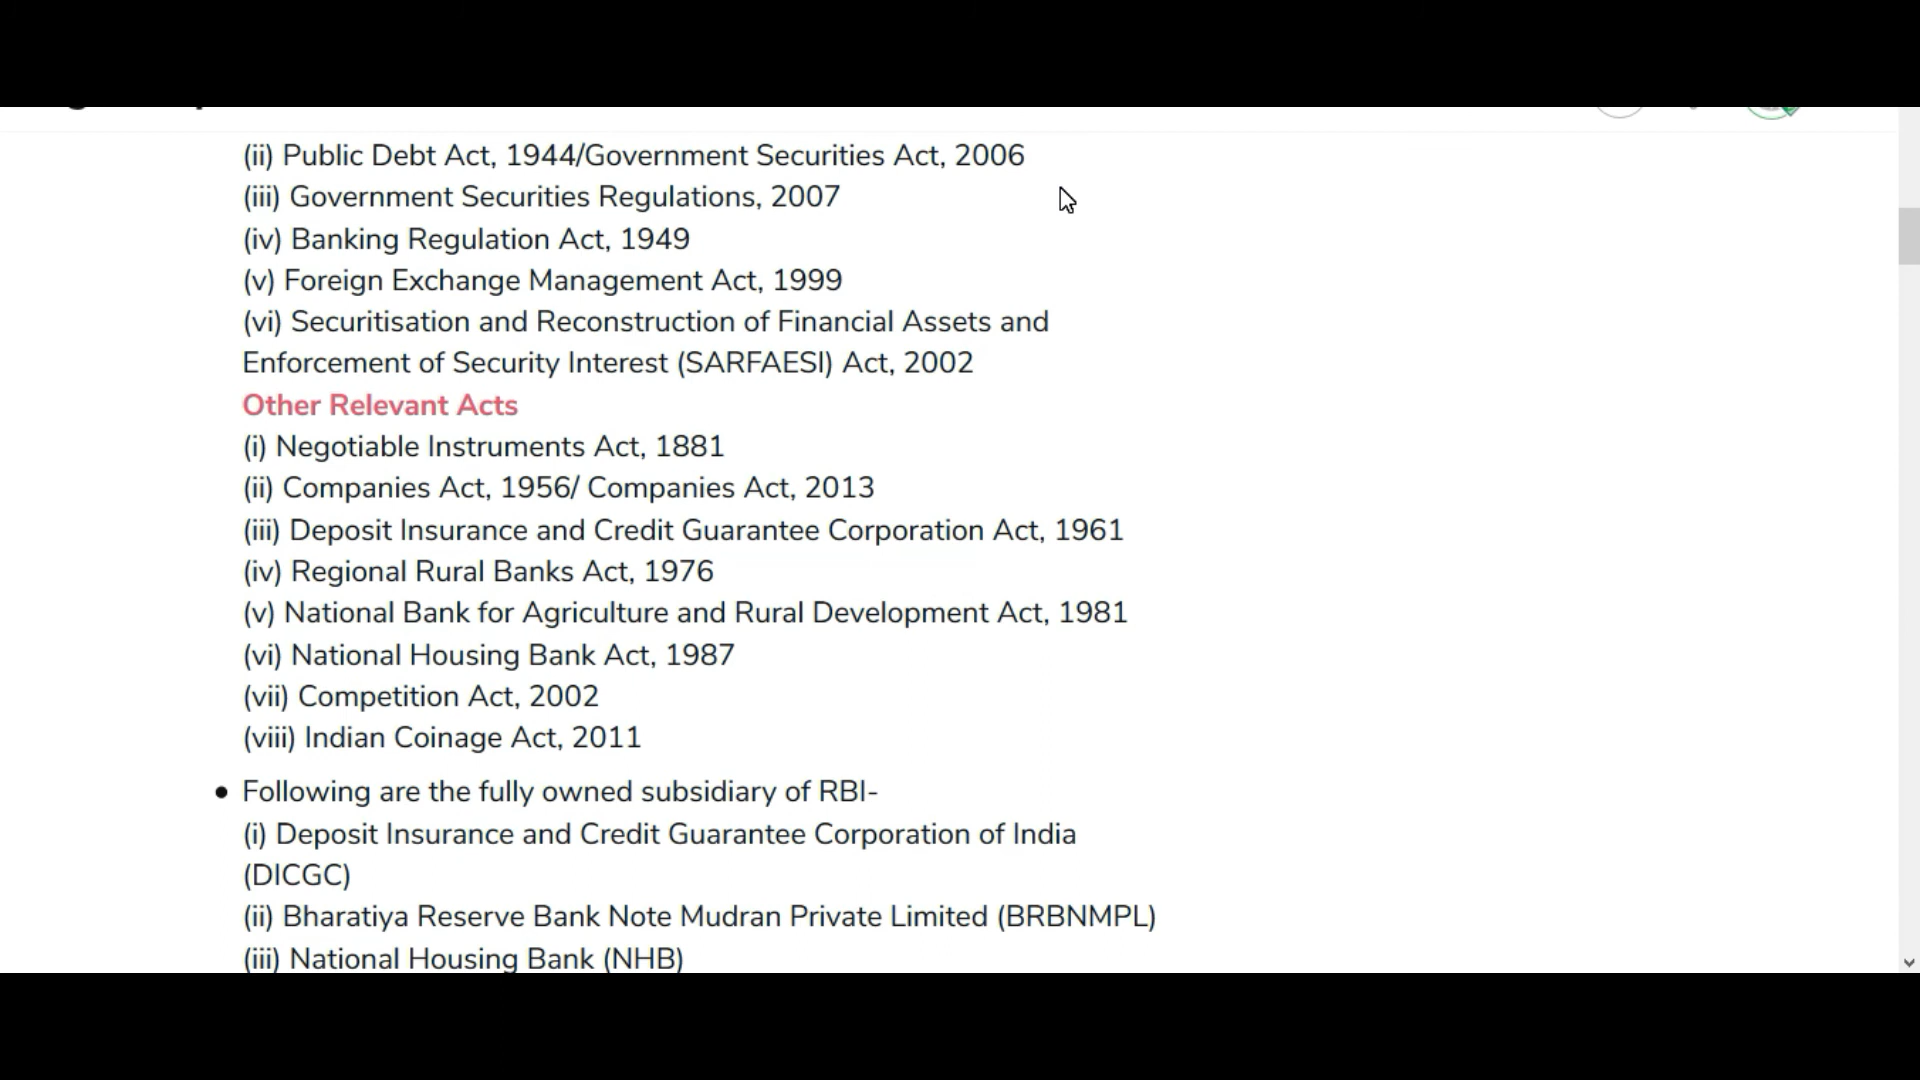 (ii) Public Debt Act, 1944/Government Securities Act, 2006
(iii) Government Securities Regulations, 2007
(iv) Banking Regulation Act, 1949
(v) Foreign Exchange Management Act, 1999
(vi) Securitisation and Reconstruction of Financial Assets and
Enforcement of Security Interest (SARFAESI) Act, 2002
Other Relevant Acts
(i) Negotiable Instruments Act, 1881
(ii) Companies Act, 1956/ Companies Act, 2013
(iii) Deposit Insurance and Credit Guarantee Corporation Act, 1961
(iv) Regional Rural Banks Act, 1976
(v) National Bank for Agriculture and Rural Development Act, 1981
(vi) National Housing Bank Act, 1987
(vii) Competition Act, 2002
(viii) Indian Coinage Act, 2011
• Following are the fully owned subsidiary of RBI-
(i) Deposit Insurance and Credit Guarantee Corporation of India
(DICGC)
(ii) Bharatiya Reserve Bank Note Mudran Private Limited (BRBNMPL)
(iii) National Housing Bank (NHB)